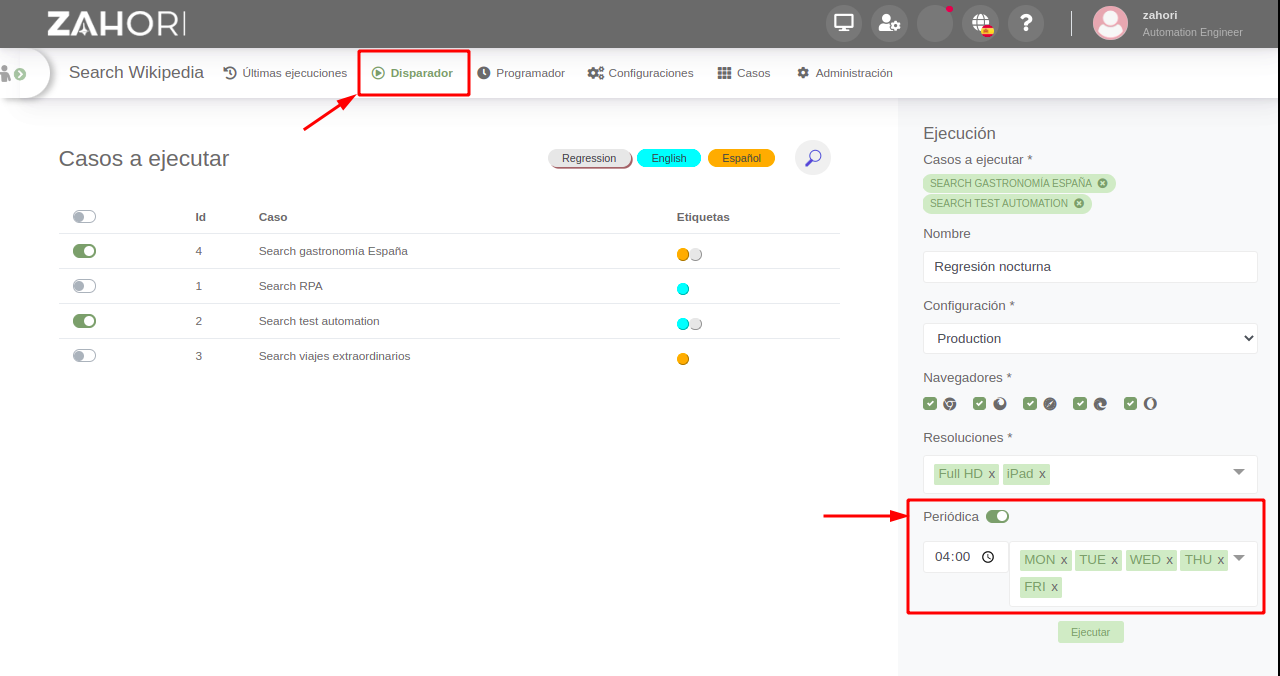 ZAHORI
?
zahori
Automation Engineer
Search Wikipedia
Últimas ejecuciones
Disparador
Programador
Configuraciones
Casos
Administración
Casos a ejecutar
Regression
English
Español
Id Caso Etiquetas
4 Search gastronomía España
1 Search RPA
2 Search test automation
3 Search viajes extraordinarios
Ejecución
Casos a ejecutar *
SEARCH GASTRONOMÍA ESPAÑA
SEARCH TEST AUTOMATION
Nombre
Regresión nocturna
Configuración *
Production
Navegadores *
Resoluciones *
Full HD x iPad x
Periódica
04:00
MON x TUE x WED x THU x
FRI x
Ejecutar